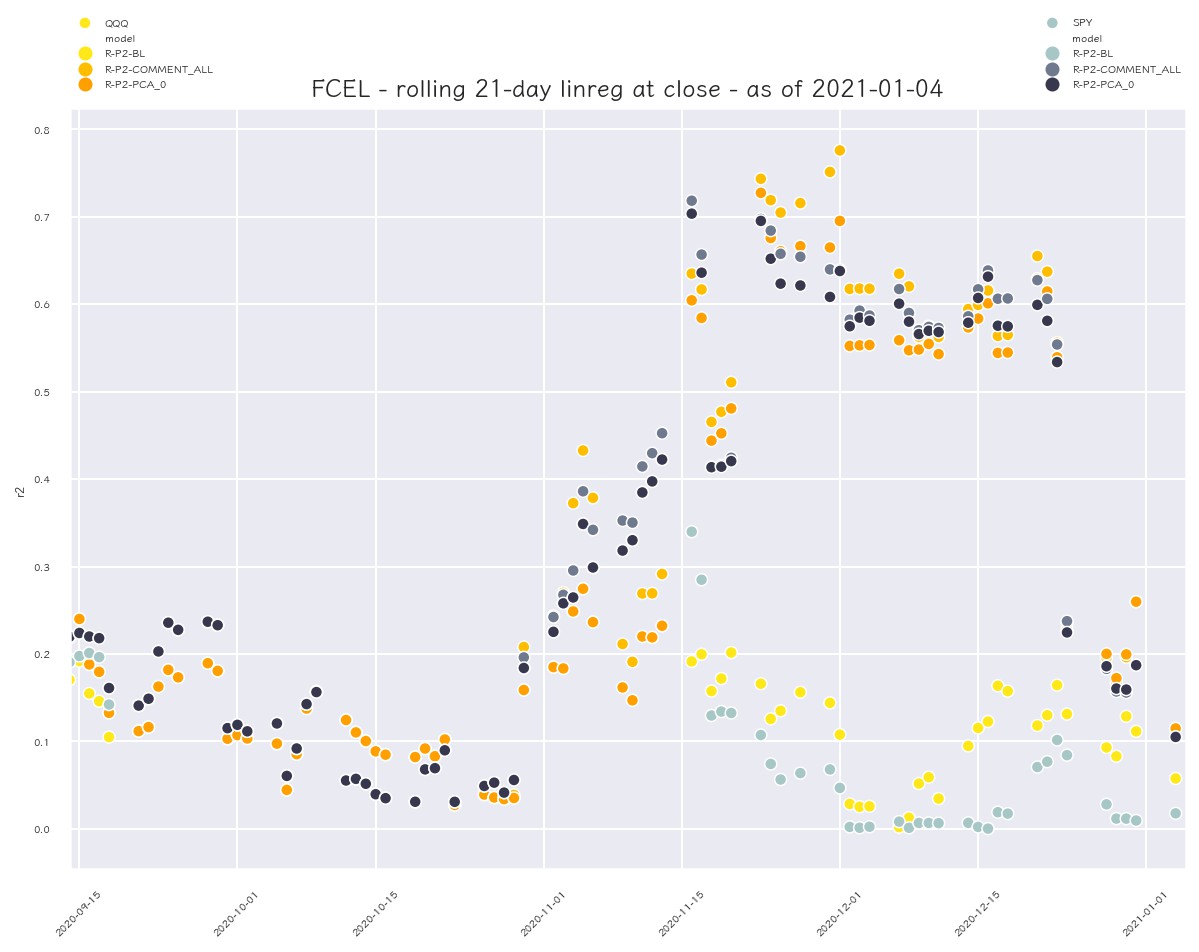 QQQ
model
R-P2-BL
R-P2-COMMENT_ALL
R-P2-PCA_0
SPY
model
R-P2-BL
R-P2-COMMENT_ALL
R-P2-PCA_0
FCEL - rolling 21-day linreg at close - as of 2021-01-04
0.8
0.7
0.6
0.5
0.4
0.3
0.2
0.1
0.0
r2
2020-09-15
2020-10-01
2020-10-15
2020-11-01
2020-11-15
2020-12-01
2020-12-15
2021-01-01